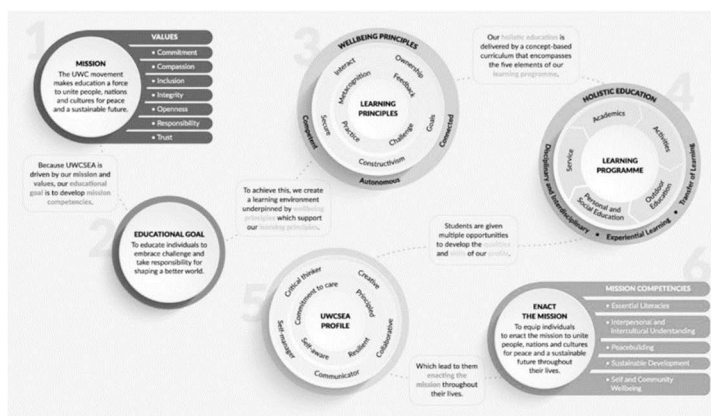 1
MISSION
The UWC movement
makes education a force
to unite people, nations
and cultures for peace
and a sustainable future.
VALUES
• Commitment
• Compassion
• Inclusion
• Integrity
• Openness
• Responsibility
• Trust
Because UWCSEA is
driven by our mission and
values, our educational
goal is to develop mission
competencies.
2
EDUCATIONAL GOAL
To educate individuals to
embrace challenge and
take responsibility for
shaping a better world.
To achieve this, we create
a learning environment
underpinned by wellbeing
principles which support
our learning principles.
3
WELLBEING PRINCIPLES
Competent
Autonomous
Connected
Interact
Ownership
Secure
Goals
Constructivism
Metacognition
Feedback
Practice
Challenge
LEARNING
PRINCIPLES
Our holistic education is
delivered by a concept-based
curriculum that encompasses
the five elements of our
learning programme.
4
HOLISTIC EDUCATION
Disciplinary and Interdisciplinary • Experiential Learning • Transfer of Learning
Academics
Activities
Outdoor
Education
Personal and
Social Education
Service
LEARNING
PROGRAMME
Students are given
multiple opportunities
to develop the qualities
and skills of our profile.
5
Critical thinker
Creative
Collaborative
Communicator
Self-manager
Commitment to care
Principled
Resilient
Self-aware
UWCSEA
PROFILE
Which lead to them
enacting the
mission throughout
their lives.
6
ENACT
THE MISSION
To equip individuals
to enact the mission to unite
people, nations and cultures
for peace and a sustainable
future throughout
their lives.
MISSION COMPETENCIES
• Essential Literacies
• Interpersonal and
Intercultural Understanding
• Peacebuilding
• Sustainable Development
• Self and Community
Wellbeing